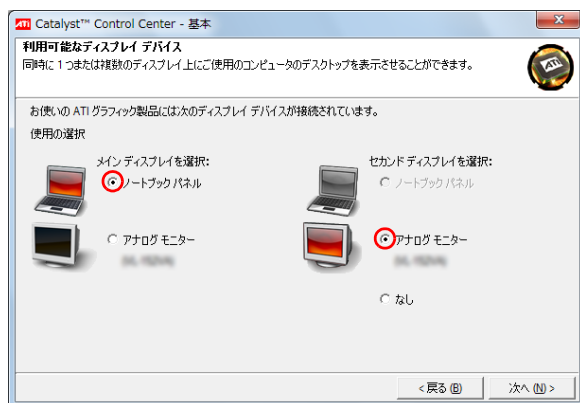 ATI Catalyst™ Control Center - 基本
利用可能なディスプレイ デバイス
同時に 1 つまたは複数のディスプレイ上にご使用のコンピュータのデスクトップを表示させることができます。
ATI
お使いの ATI グラフィック製品には次のディスプレイ デバイスが接続されています。
使用の選択
メイン ディスプレイを選択:
ノートブック パネル
アナログ モニター
セカンド ディスプレイを選択:
ノートブック パネル
アナログ モニター
なし
< 戻る (B)
次へ (N) >